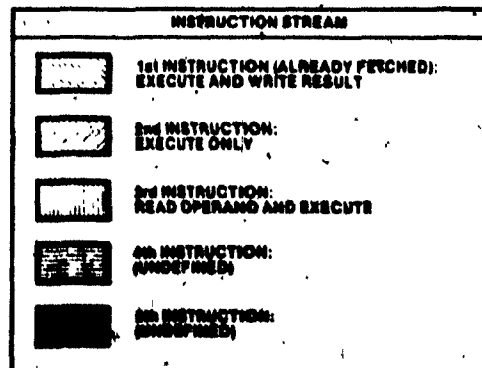 INSTRUCTION STREAM
1st INSTRUCTION (ALREADY FETCHED):
EXECUTE AND WRITE RESULT
2nd INSTRUCTION:
EXECUTE ONLY
3rd INSTRUCTION:
READ OPERAND AND EXECUTE
4th INSTRUCTION:
(UNDEFINED)
5th INSTRUCTION:
(UNDEFINED)